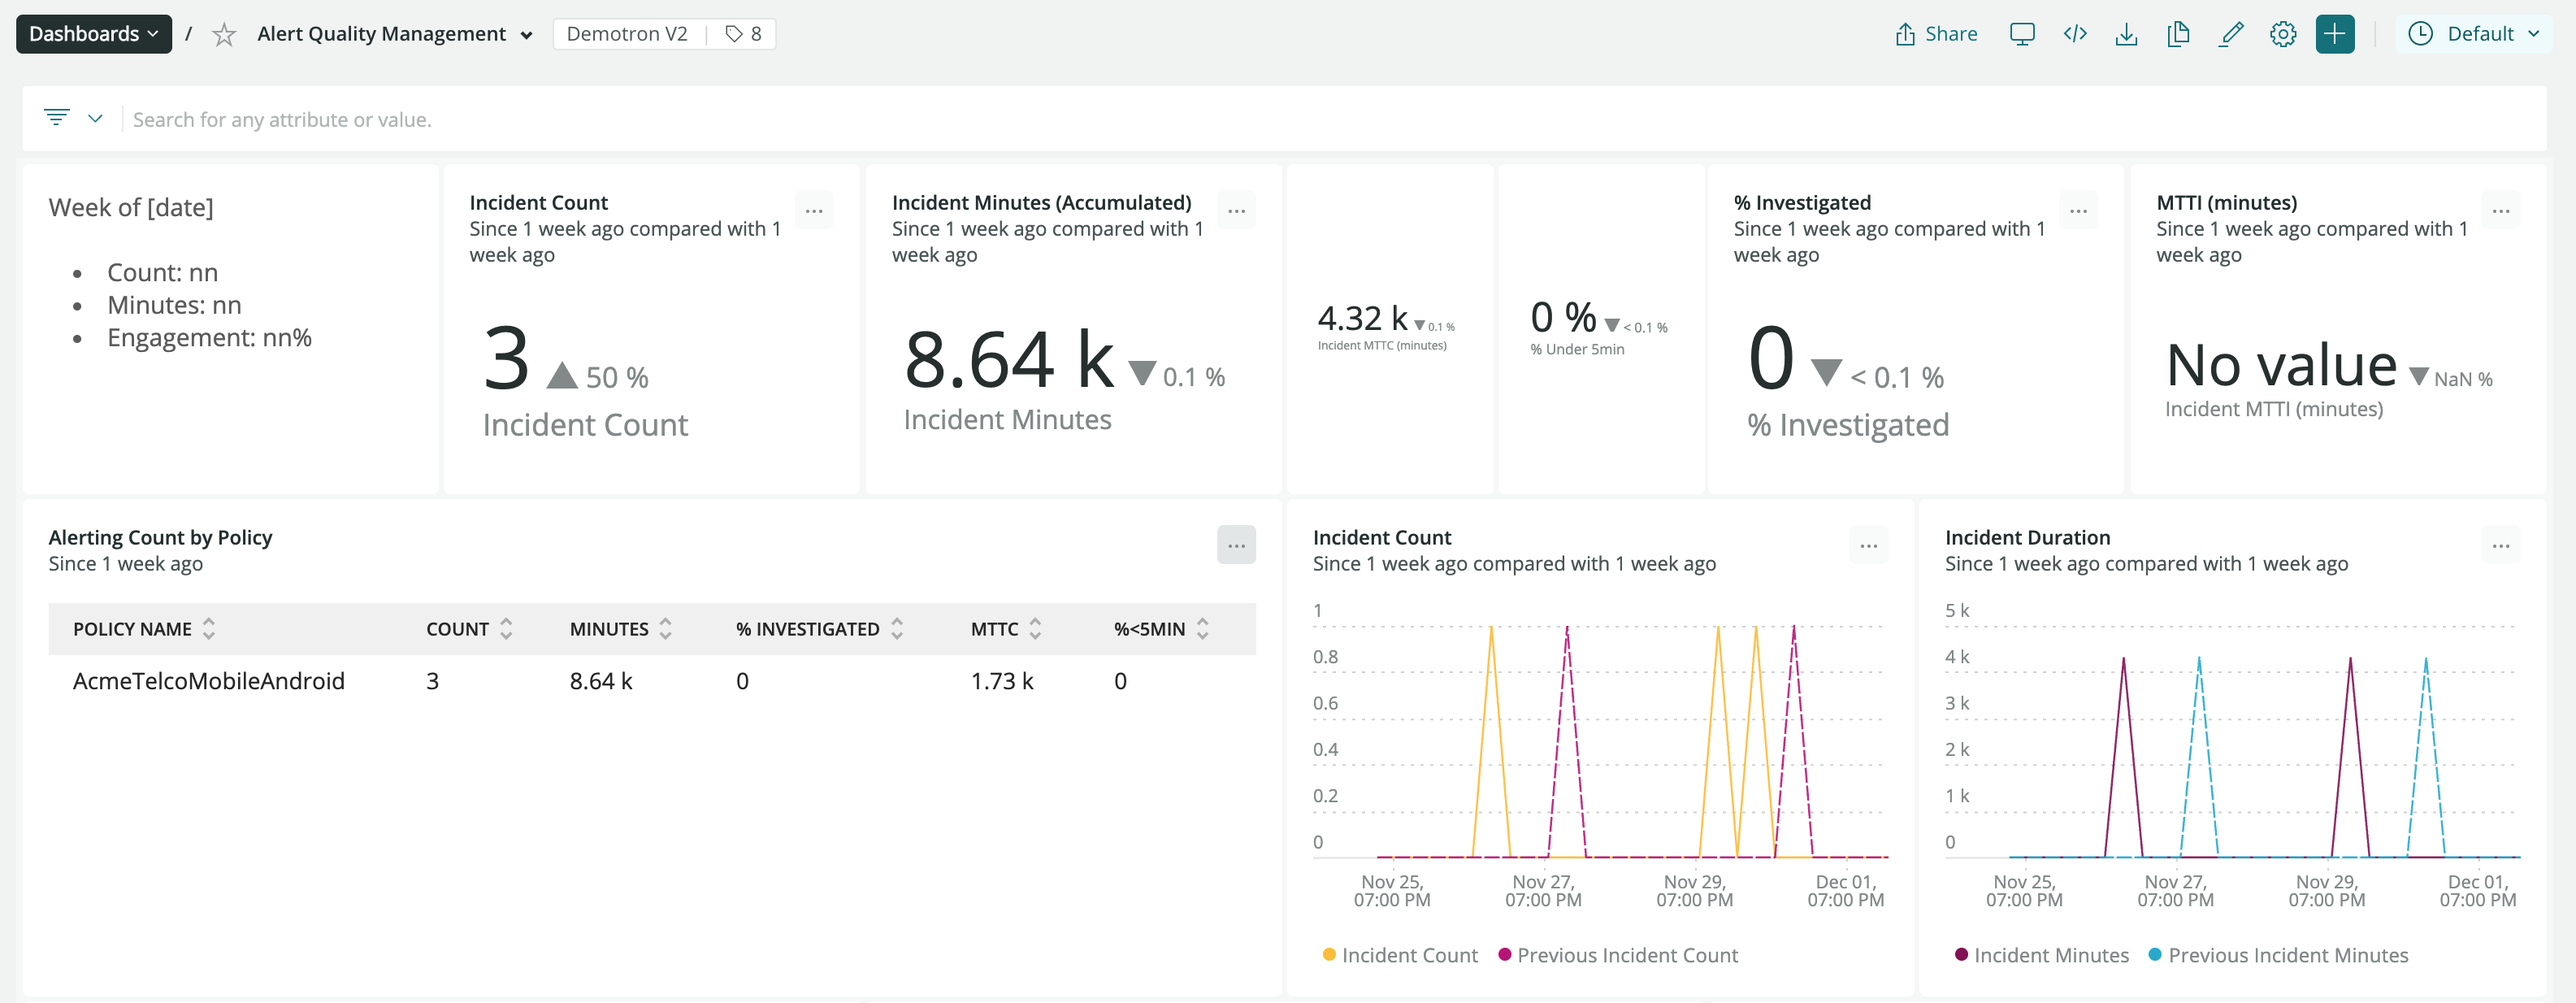 Dashboards / Alert Quality Management Demotron V2 8 Share Default
Search for any attribute or value.
Week of [date]
• Count: nn
• Minutes: nn
• Engagement: nn%
Incident Count
Since 1 week ago compared with 1
week ago
3 50 %
Incident Count
Incident Minutes (Accumulated)
Since 1 week ago compared with 1
week ago
8.64 k 0.1 %
Incident Minutes
4.32 k 0.1 %
Incident MTTC (minutes)
0 % < 0.1 %
% Under 5min
% Investigated
Since 1 week ago compared with 1
week ago
0 < 0.1 %
% Investigated
MTTI (minutes)
Since 1 week ago compared with 1
week ago
No value NaN %
Incident MTTI (minutes)
Alerting Count by Policy
Since 1 week ago
POLICY NAME COUNT MINUTES % INVESTIGATED MTTC %<5MIN
AcmeTelcoMobileAndroid 3 8.64 k 0 1.73 k 0
Incident Count
Since 1 week ago compared with 1 week ago
1
0.8
0.6
0.4
0.2
0
Nov 25, Nov 27, Nov 29, Dec 01,
07:00 PM 07:00 PM 07:00 PM 07:00 PM
Incident Count Previous Incident Count
Incident Duration
Since 1 week ago compared with 1 week ago
5 k
4 k
3 k
2 k
1 k
0
Nov 25, Nov 27, Nov 29, Dec 01,
07:00 PM 07:00 PM 07:00 PM 07:00 PM
Incident Minutes Previous Incident Minutes